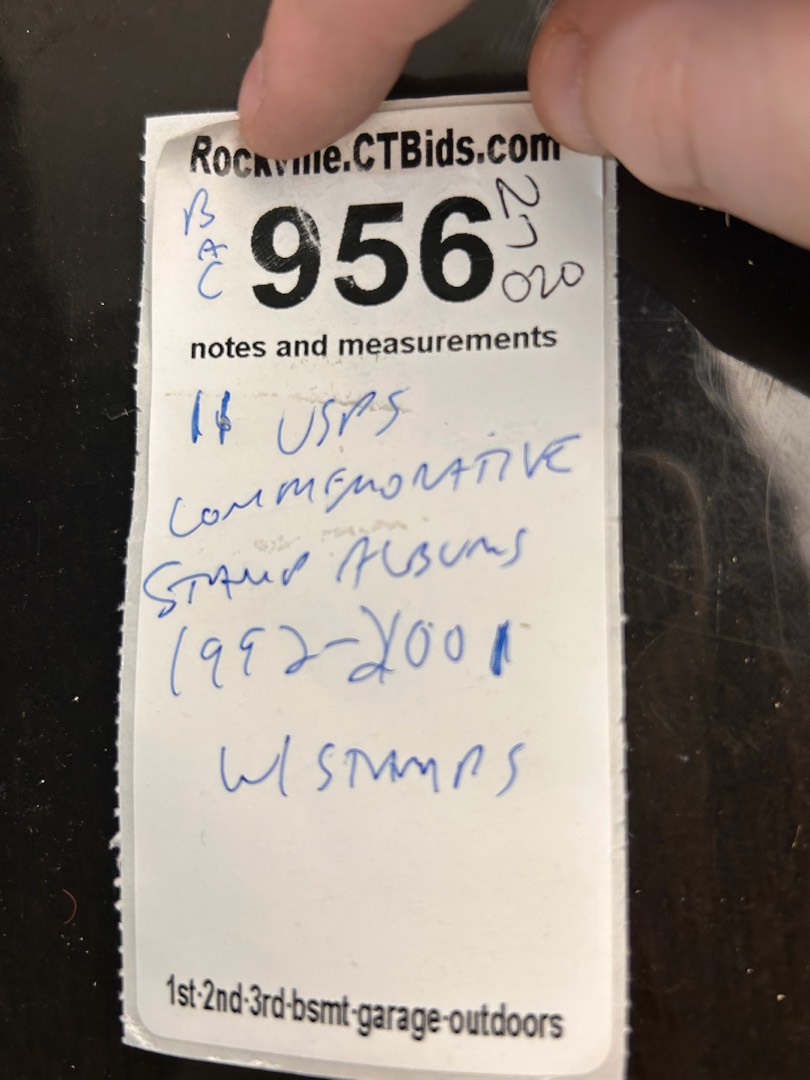 Rockville.CTBids.com
BAC
956
020
notes and measurements
11 USPS
COMMEMORATIVE
STAMP ALBUMS
1992-2001
W/STAMPS
1st-2nd-3rd-bsmt-garage-outdoors